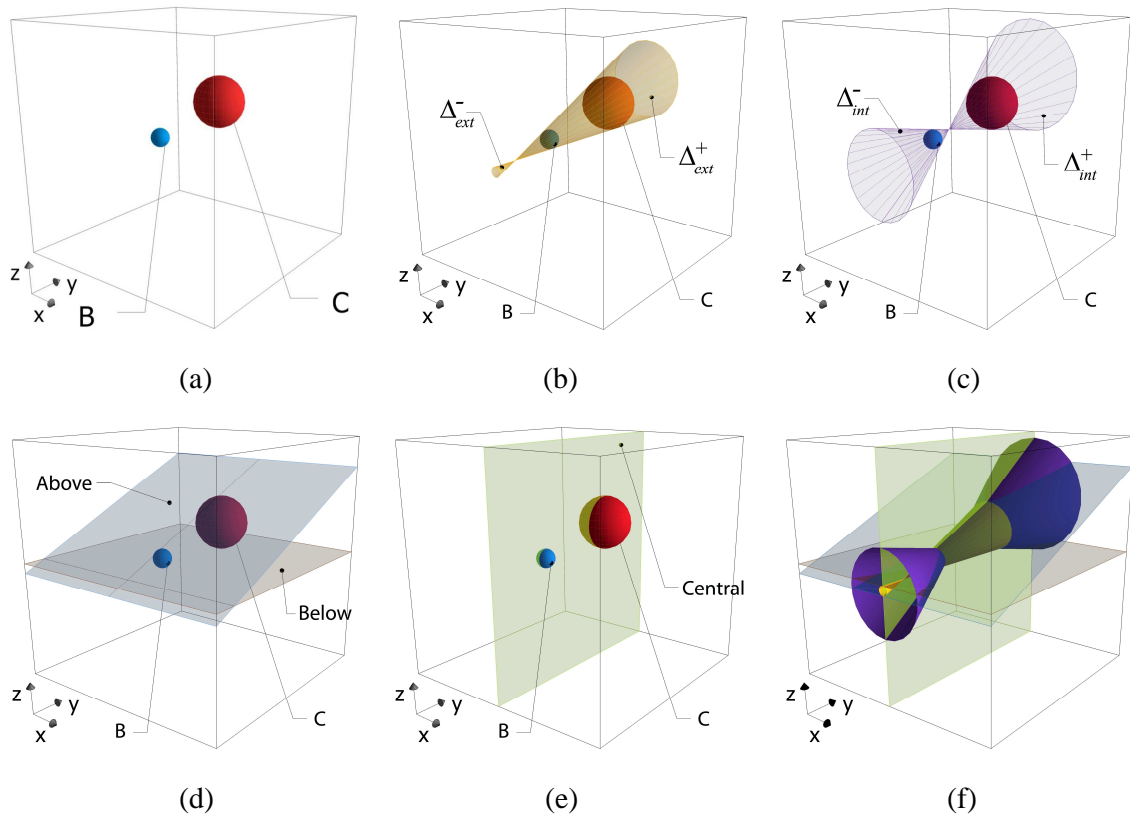 z
y
x
B
C
(a)
Δ⁻ext
Δ⁺ext
z
y
x
B
C
(b)
Δ⁻int
Δ⁺int
z
y
x
B
C
(c)
Above
Below
z
y
x
B
C
(d)
Central
z
y
x
B
C
(e)
z
y
x
(f)